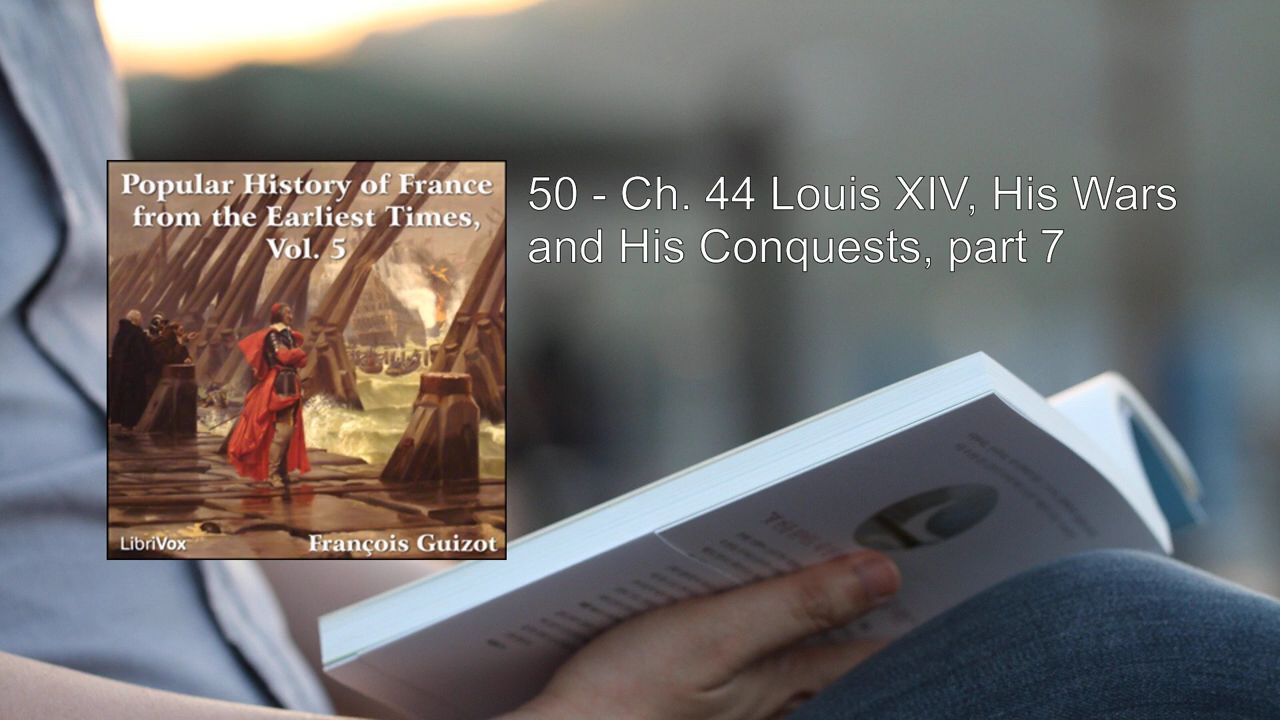 Popular History of France
from the Earliest Times,
Vol. 5
LibriVox
François Guizot
50 - Ch. 44 Louis XIV, His Wars
and His Conquests, part 7